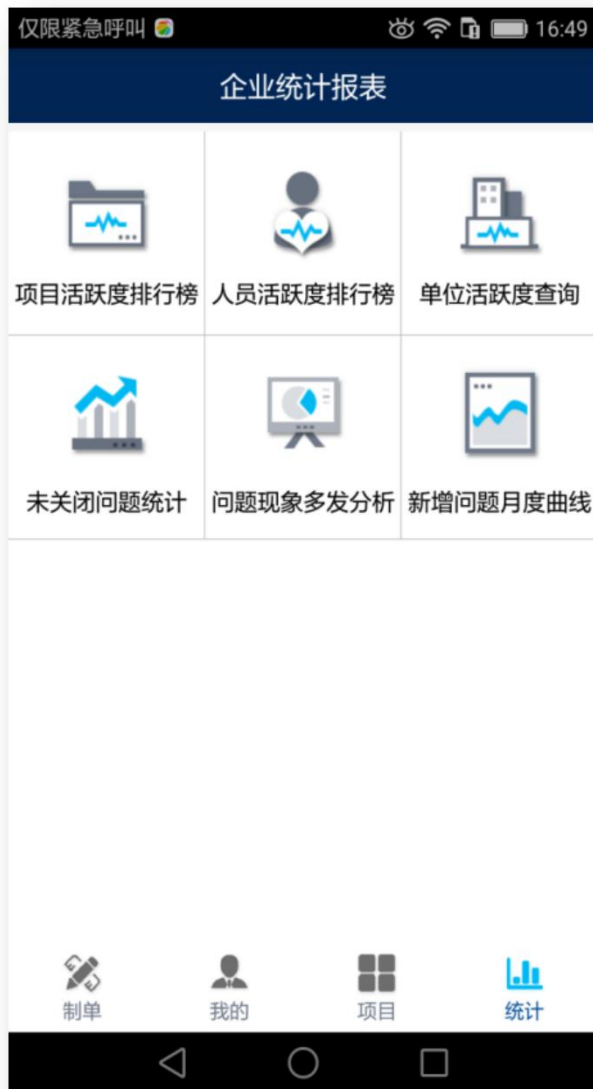 仅限紧急呼叫 16:49
企业统计报表
项目活跃度排行榜 人员活跃度排行榜 单位活跃度查询
未关闭问题统计 问题现象多发分析 新增问题月度曲线
制单 我的 项目 统计